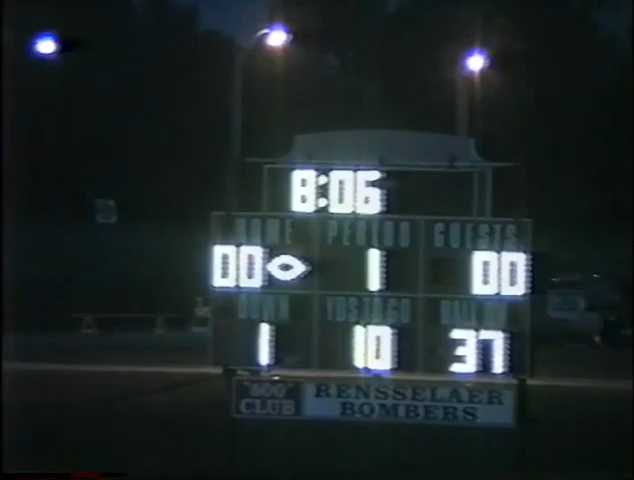 8:06
HOME PERIOD GUESTS
00 1 00
DOWN YDS TO GO BALL ON
1 10 37
"600" CLUB
RENSSELAER
BOMBERS